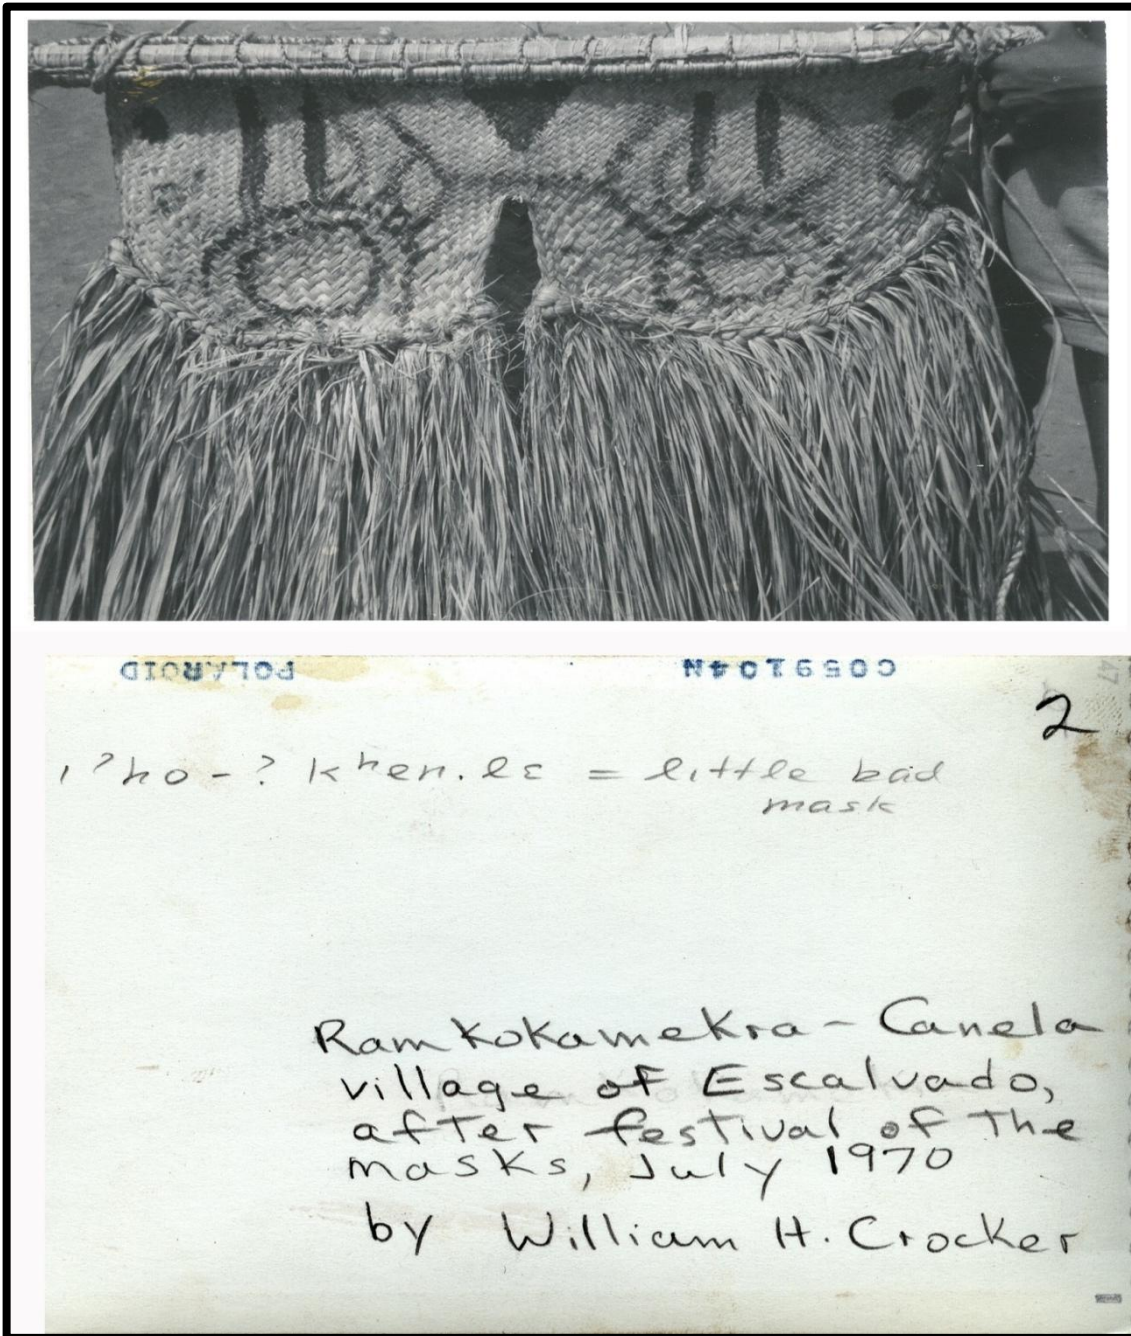 POLAROID C059104N
2
ı ʔho - ʔ kʰen.lɛ = little bad
mask
Ramkokamekra - Canela
village of Escalvado,
after festival of the
masks, July 1970
by William H. Crocker